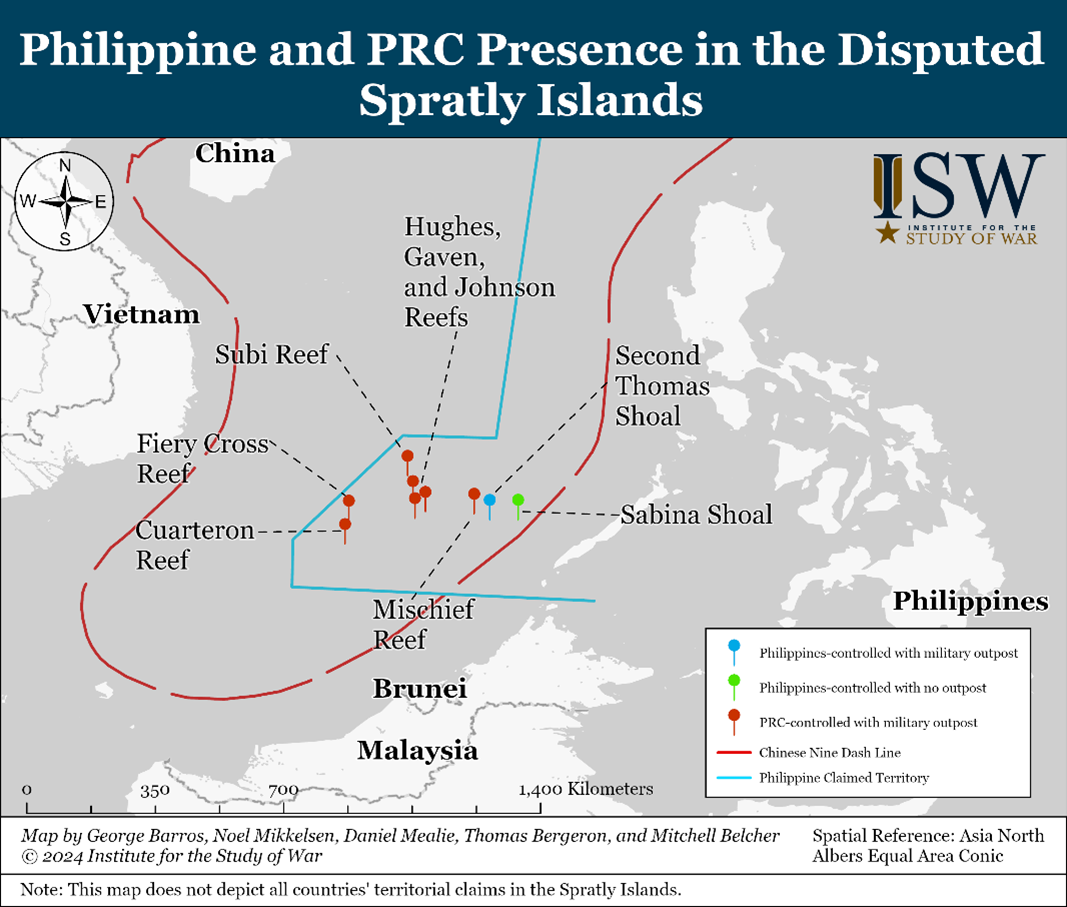 Philippine and PRC Presence in the Disputed
Spratly Islands
China
N
W
E
S
ISW
INSTITUTE FOR THE
STUDY OF WAR
Hughes,
Gaven,
and Johnson
Reefs
Vietnam
Subi Reef
Second
Thomas
Shoal
Fiery Cross
Reef
Cuarteron
Reef
Sabina Shoal
Mischief
Reef
Philippines
Brunei
Malaysia
Philippines-controlled with military outpost
Philippines-controlled with no outpost
PRC-controlled with military outpost
Chinese Nine Dash Line
Philippine Claimed Territory
0 350 700 1,400 Kilometers
Map by George Barros, Noel Mikkelsen, Daniel Mealie, Thomas Bergeron, and Mitchell Belcher
© 2024 Institute for the Study of War
Spatial Reference: Asia North
Albers Equal Area Conic
Note: This map does not depict all countries' territorial claims in the Spratly Islands.